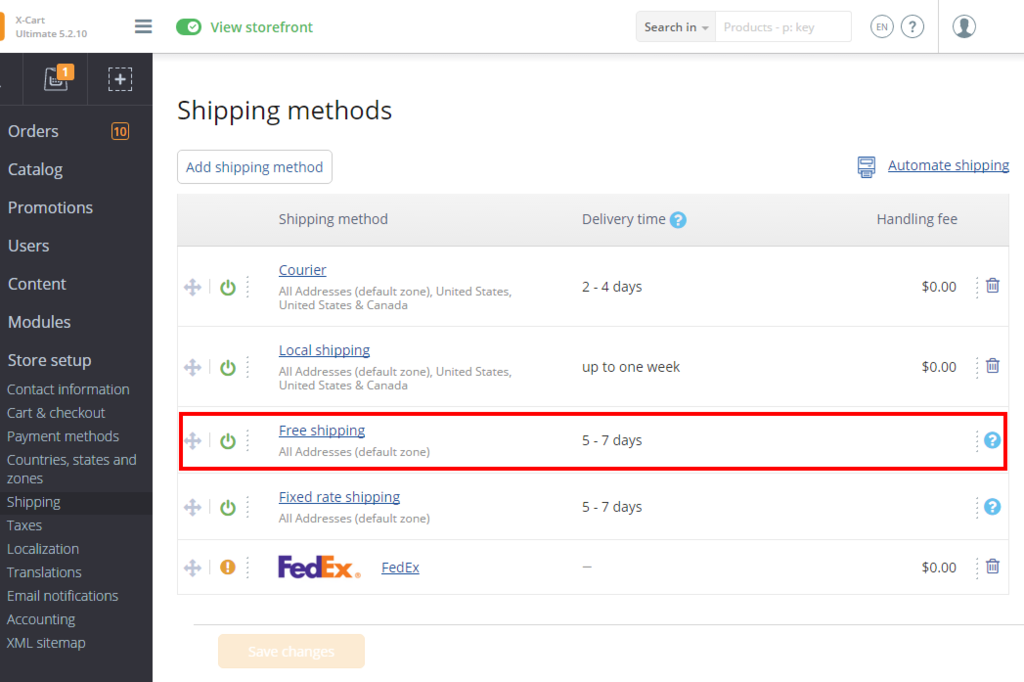 X-Cart
Ultimate 5.2.10
View storefront
Search in
Products - p: key
EN
?
1
Orders
10
Catalog
Promotions
Users
Content
Modules
Store setup
Contact information
Cart & checkout
Payment methods
Countries, states and
zones
Shipping
Taxes
Localization
Translations
Email notifications
Accounting
XML sitemap
Shipping methods
Add shipping method
Automate shipping
Shipping method
Delivery time ?
Handling fee
Courier
All Addresses (default zone), United States,
United States & Canada
2 - 4 days
$0.00
Local shipping
All Addresses (default zone), United States,
United States & Canada
up to one week
$0.00
Free shipping
All Addresses (default zone)
5 - 7 days
?
Fixed rate shipping
All Addresses (default zone)
5 - 7 days
?
!
FedEx®
FedEx
–
$0.00
Save changes